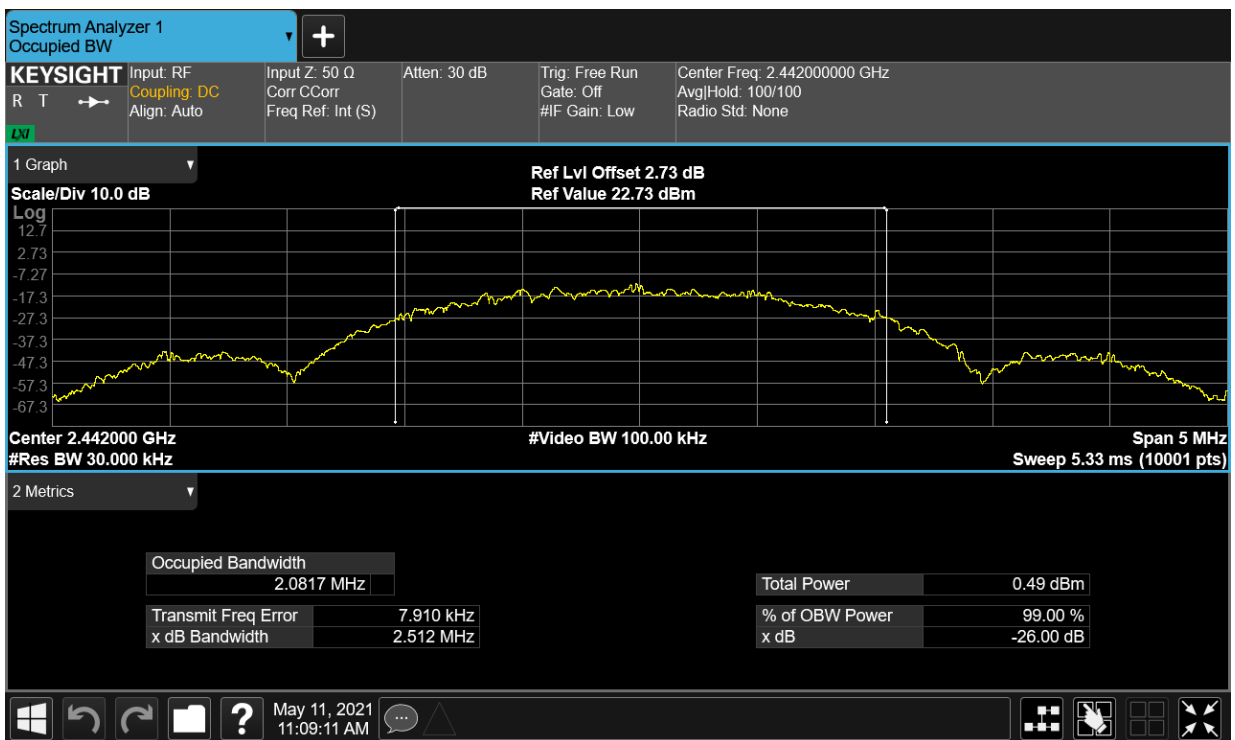 Spectrum Analyzer 1
Occupied BW
▼
+
KEYSIGHT
R T
LXI
Input: RF
Coupling: DC
Align: Auto
Input Z: 50 Ω
Corr CCorr
Freq Ref: Int (S)
Atten: 30 dB
Trig: Free Run
Gate: Off
#IF Gain: Low
Center Freq: 2.442000000 GHz
Avg|Hold: 100/100
Radio Std: None
1 Graph ▼
Scale/Div 10.0 dB
Ref Lvl Offset 2.73 dB
Ref Value 22.73 dBm
Log
12.7
2.73
-7.27
-17.3
-27.3
-37.3
-47.3
-57.3
-67.3
Center 2.442000 GHz
#Res BW 30.000 kHz
#Video BW 100.00 kHz
Span 5 MHz
Sweep 5.33 ms (10001 pts)
2 Metrics ▼
Occupied Bandwidth
2.0817 MHz
Transmit Freq Error 7.910 kHz
x dB Bandwidth 2.512 MHz
Total Power 0.49 dBm
% of OBW Power 99.00 %
x dB -26.00 dB
?
May 11, 2021
11:09:11 AM